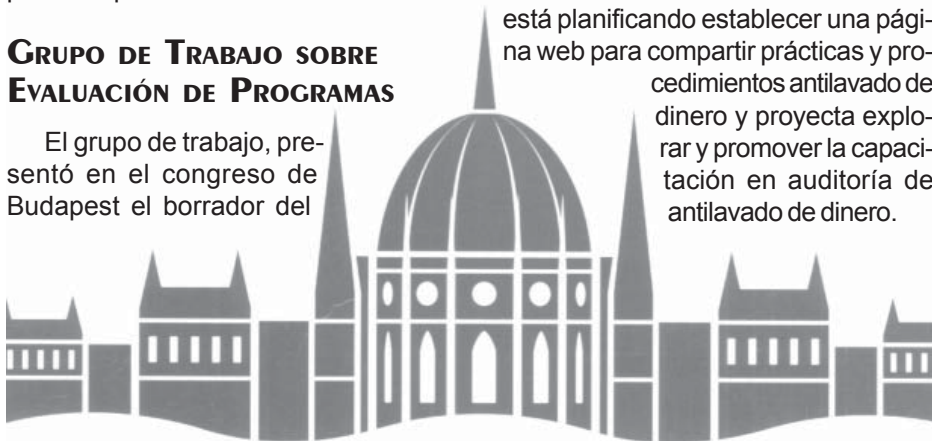 GRUPO DE TRABAJO SOBRE
EVALUACIÓN DE PROGRAMAS
El grupo de trabajo, pre-
sentó en el congreso de
Budapest el borrador del
está planificando establecer una pági-
na web para compartir prácticas y pro-
cedimientos antilavado de
dinero y proyecta explo-
rar y promover la capaci-
tación en auditoría de
antilavado de dinero.